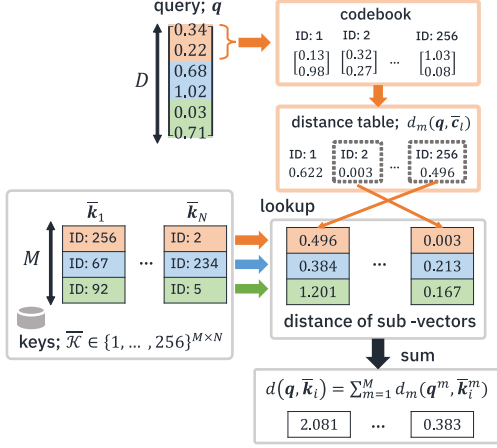 query; q
0.34
0.22
0.68
1.02
0.03
0.71
D
codebook
ID: 1 ID: 2 ID: 256
[0.13 0.98] [0.32 0.27] ... [1.03 0.08]
distance table; d_m(q, c̅_l)
ID: 1 ID: 2 ID: 256
0.622 0.003 ... 0.496
lookup
k̅_1 k̅_N
M
ID: 256 ID: 2
ID: 67 ... ID: 234
ID: 92 ID: 5
keys; K̅ ∈ {1, ... , 256}^{M×N}
0.496 0.003
0.384 ... 0.213
1.201 0.167
distance of sub -vectors
sum
d(q, k̅_i) = ∑_{m=1}^{M} d_m(q^m, k̅_i^m)
2.081 ... 0.383